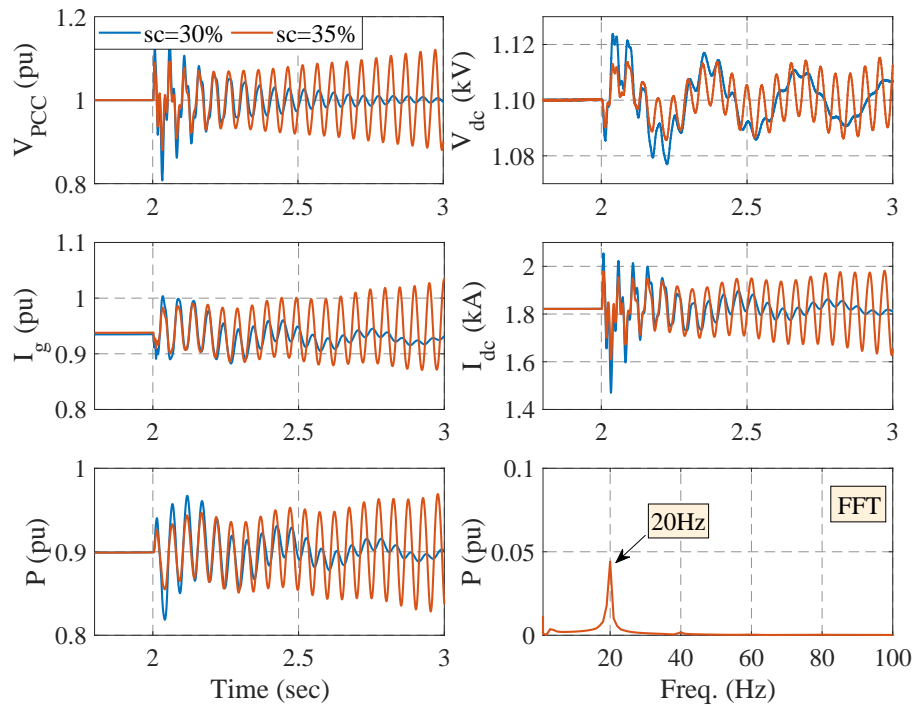 sc=30% sc=35%
V_PCC (pu)
1.2
1
0.8
2 2.5 3
V_dc (kV)
1.12
1.10
1.08
2 2.5 3
I_g (pu)
1.1
1
0.9
0.8
2 2.5 3
I_dc (kA)
2
1.8
1.6
1.4
2 2.5 3
P (pu)
1
0.9
0.8
2 2.5 3
Time (sec)
P (pu)
0.1
0.05
0
FFT
20Hz
20 40 60 80 100
Freq. (Hz)